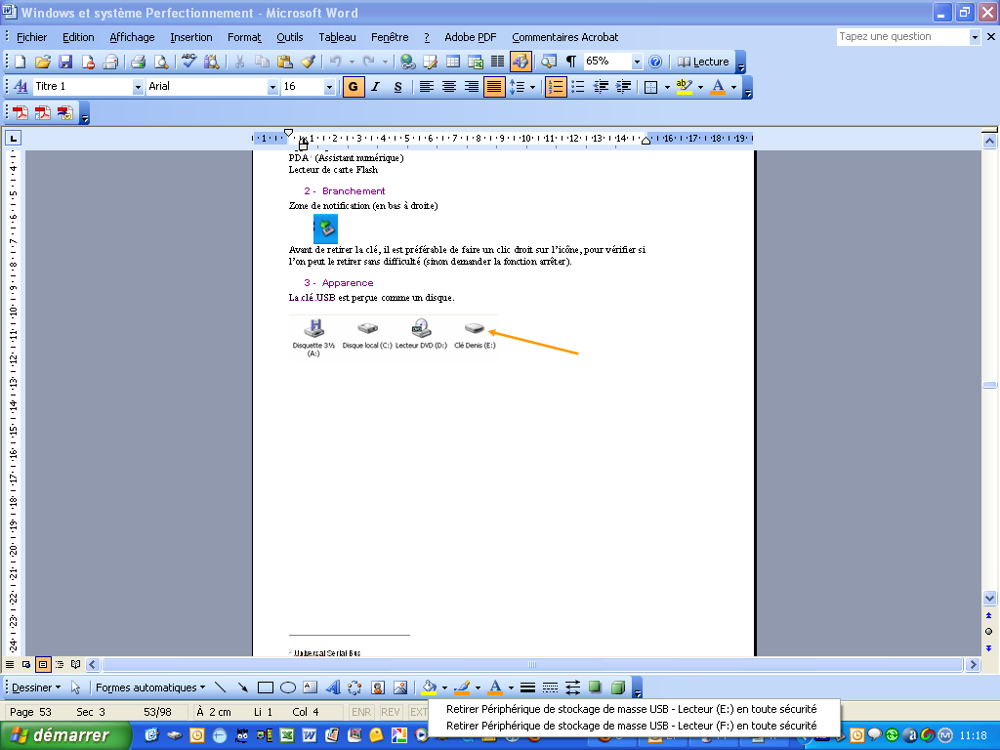 Windows et système Perfectionnement - Microsoft Word
Fichier Edition Affichage Insertion Format Outils Tableau Fenêtre ? Adobe PDF Commentaires Acrobat Tapez une question
65% Lecture
Titre 1 Arial 16 G I S
PDA (Assistant numérique)
Lecteur de carte Flash
2 - Branchement
Zone de notification (en bas à droite)
Avant de retirer la clé, il est préférable de faire un clic droit sur l'icône, pour vérifier si
l'on peut le retirer sans difficulté (sinon demander la fonction arrêter).
3 - Apparence
La clé USB est perçue comme un disque.
Disquette 3½ (A:)
Disque local (C:)
Lecteur DVD (D:)
Clé Denis (E:)
Universal Serial Bus
Dessiner Formes automatiques
Page 53 Sec 3 53/98 À 2 cm Li 1 Col 4 ENR REV EXT
Retirer Périphérique de stockage de masse USB - Lecteur (E:) en toute sécurité
Retirer Périphérique de stockage de masse USB - Lecteur (F:) en toute sécurité
démarrer 11:18